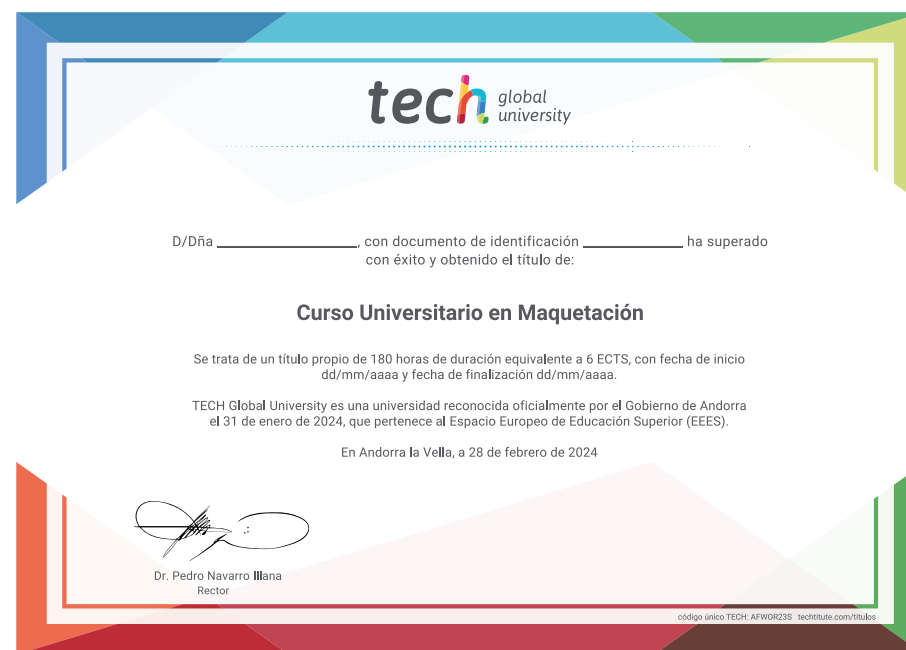 tech global university
D/Dña ____________________, con documento de identificación ______________ ha superado
con éxito y obtenido el título de:
Curso Universitario en Maquetación
Se trata de un título propio de 180 horas de duración equivalente a 6 ECTS, con fecha de inicio
dd/mm/aaaa y fecha de finalización dd/mm/aaaa.
TECH Global University es una universidad reconocida oficialmente por el Gobierno de Andorra
el 31 de enero de 2024, que pertenece al Espacio Europeo de Educación Superior (EEES).
En Andorra la Vella, a 28 de febrero de 2024
Dr. Pedro Navarro Illana
Rector
código único TECH: AFWOR23S techtitute.com/titulos